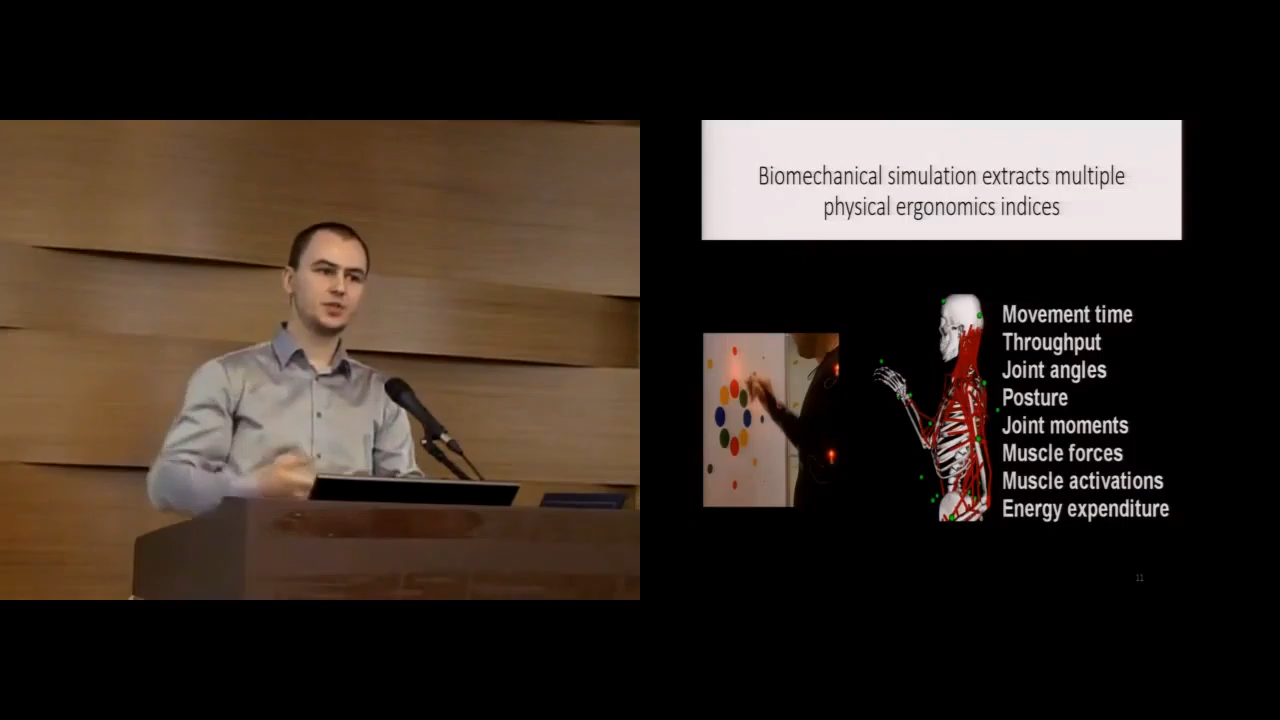 Biomechanical simulation extracts multiple
physical ergonomics indices
Movement time
Throughput
Joint angles
Posture
Joint moments
Muscle forces
Muscle activations
Energy expenditure
11